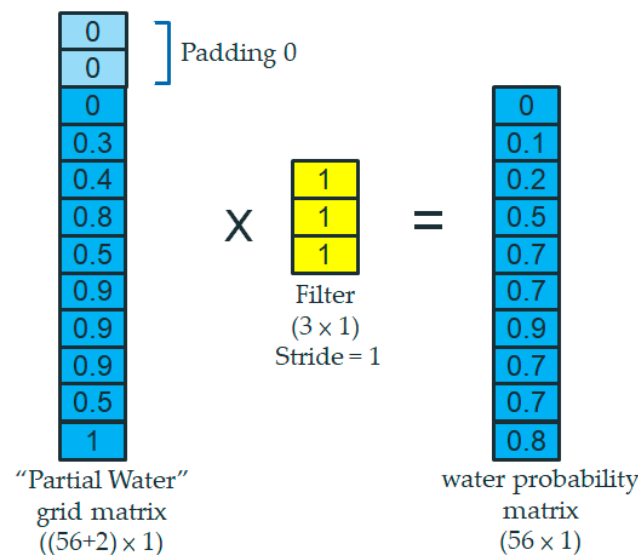 0
0
Padding 0
0
0.3
0.4
0.8
0.5
0.9
0.9
0.9
0.5
1
"Partial Water"
grid matrix
((56+2) x 1)
X
1
1
1
Filter
(3 x 1)
Stride = 1
=
0
0.1
0.2
0.5
0.7
0.7
0.9
0.7
0.7
0.8
water probability
matrix
(56 x 1)